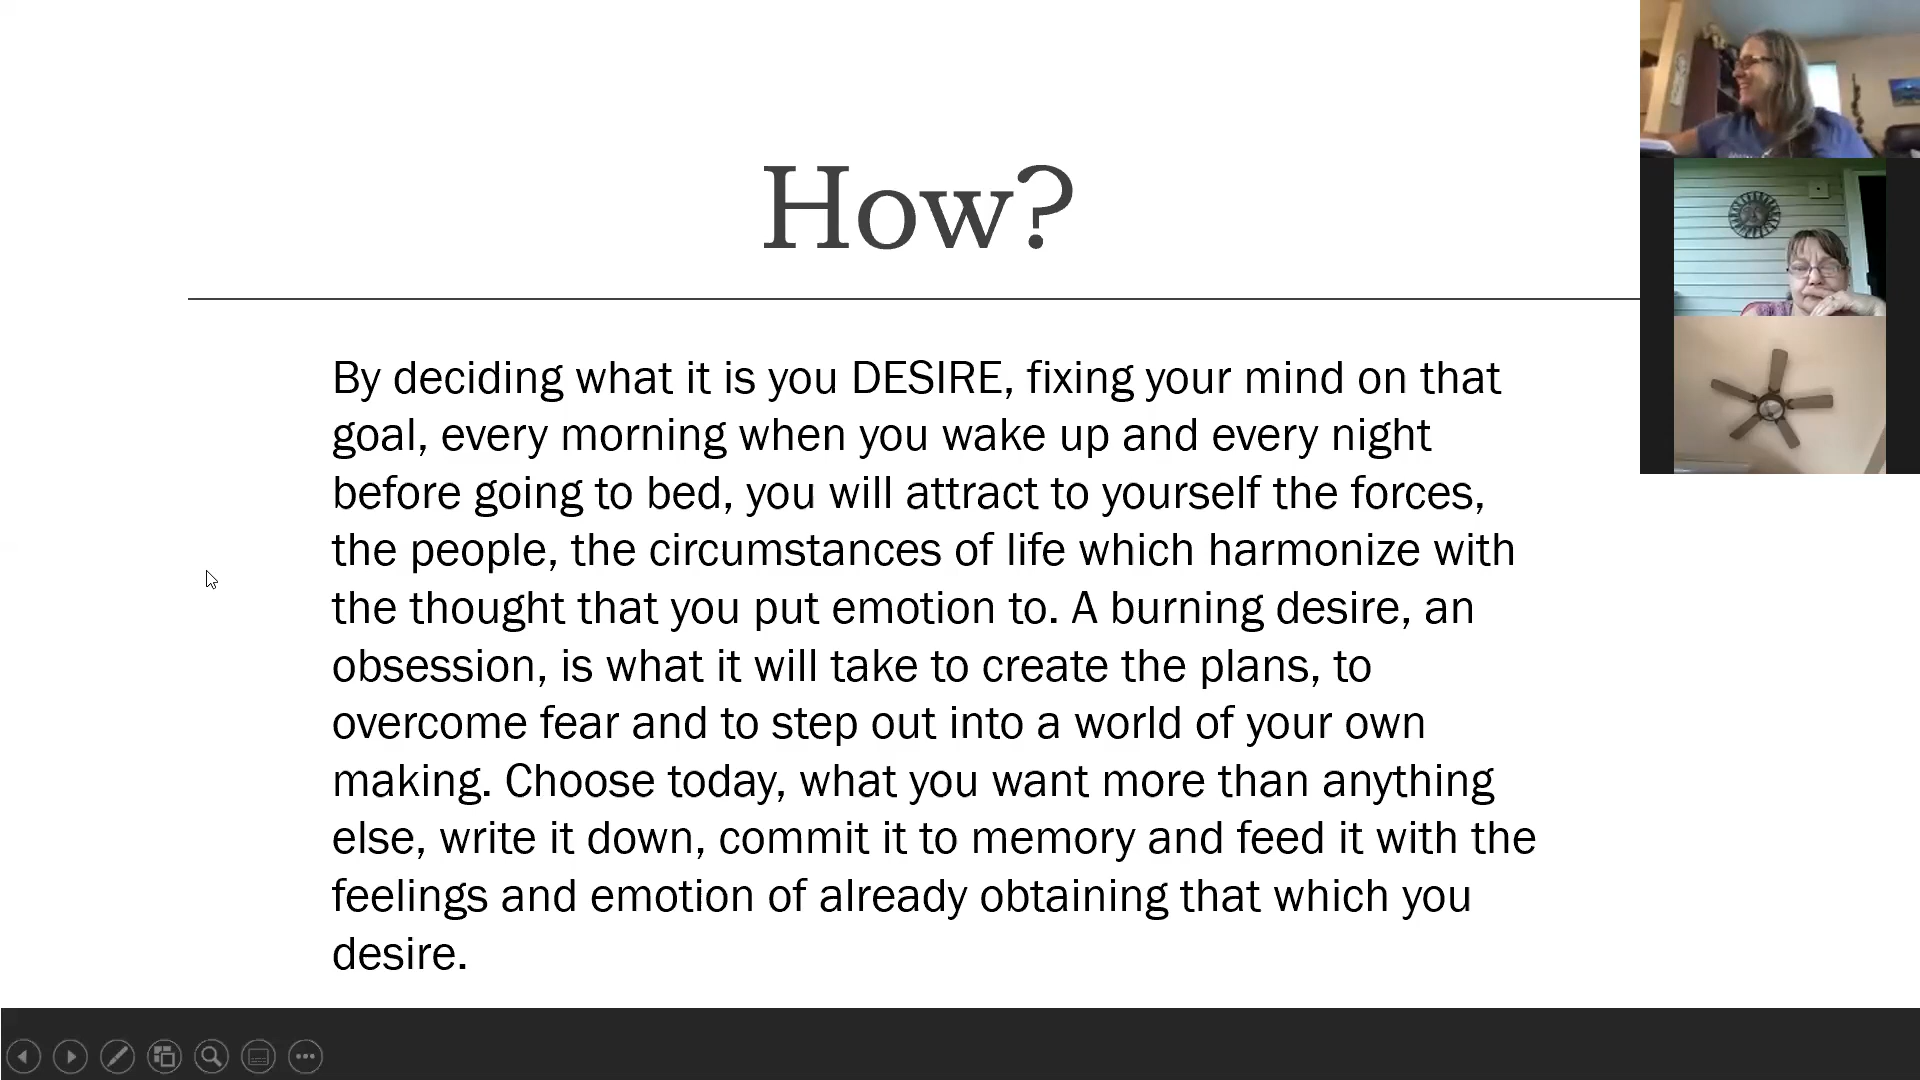 How?
By deciding what it is you DESIRE, fixing your mind on that
goal, every morning when you wake up and every night
before going to bed, you will attract to yourself the forces,
the people, the circumstances of life which harmonize with
the thought that you put emotion to. A burning desire, an
obsession, is what it will take to create the plans, to
overcome fear and to step out into a world of your own
making. Choose today, what you want more than anything
else, write it down, commit it to memory and feed it with the
feelings and emotion of already obtaining that which you
desire.